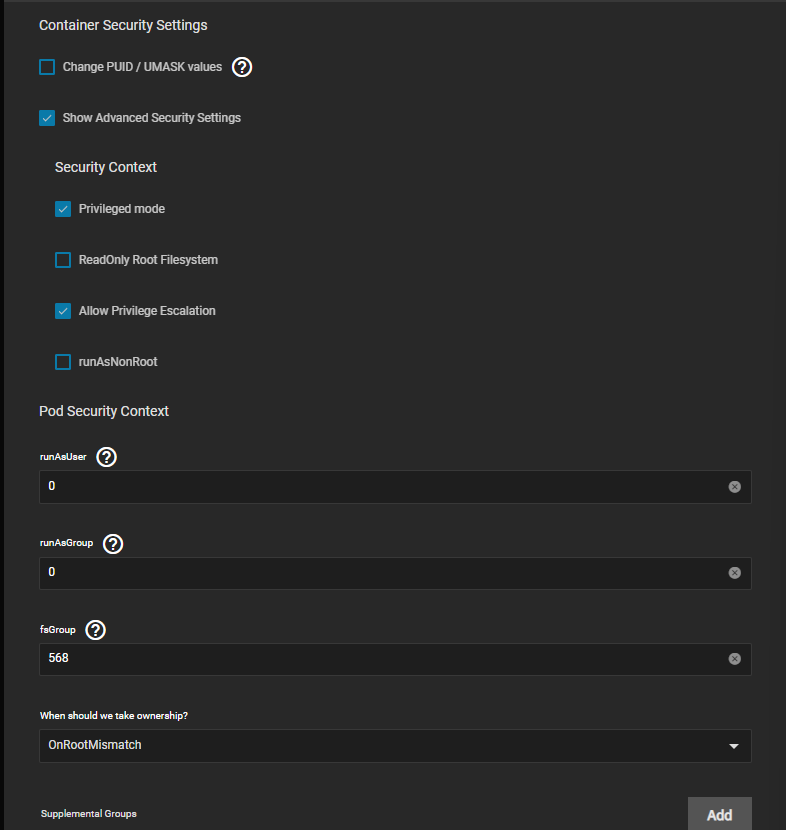 Container Security Settings
Change PUID / UMASK values ?
Show Advanced Security Settings
Security Context
Privileged mode
ReadOnly Root Filesystem
Allow Privilege Escalation
runAsNonRoot
Pod Security Context
runAsUser ?
0
runAsGroup ?
0
fsGroup ?
568
When should we take ownership?
OnRootMismatch
Supplemental Groups
Add